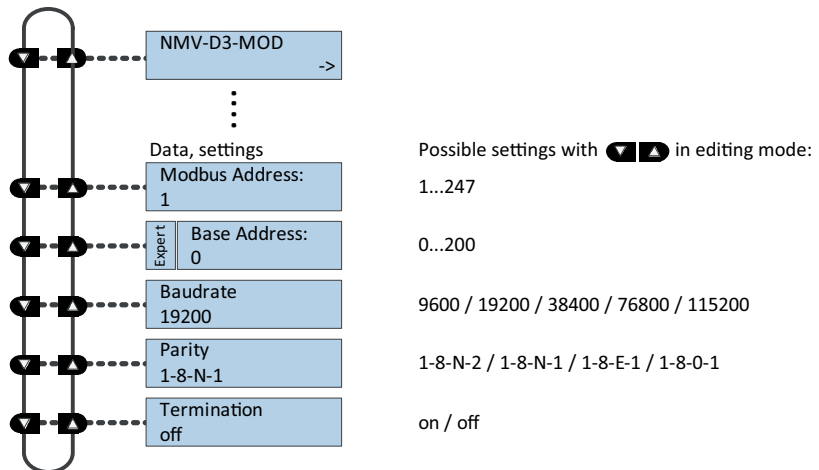 NMV-D3-MOD
->
Data, settings
Possible settings with in editing mode:
Modbus Address:
1
1...247
Expert
Base Address:
0
0...200
Baudrate
19200
9600 / 19200 / 38400 / 76800 / 115200
Parity
1-8-N-1
1-8-N-2 / 1-8-N-1 / 1-8-E-1 / 1-8-0-1
Termination
off
on / off